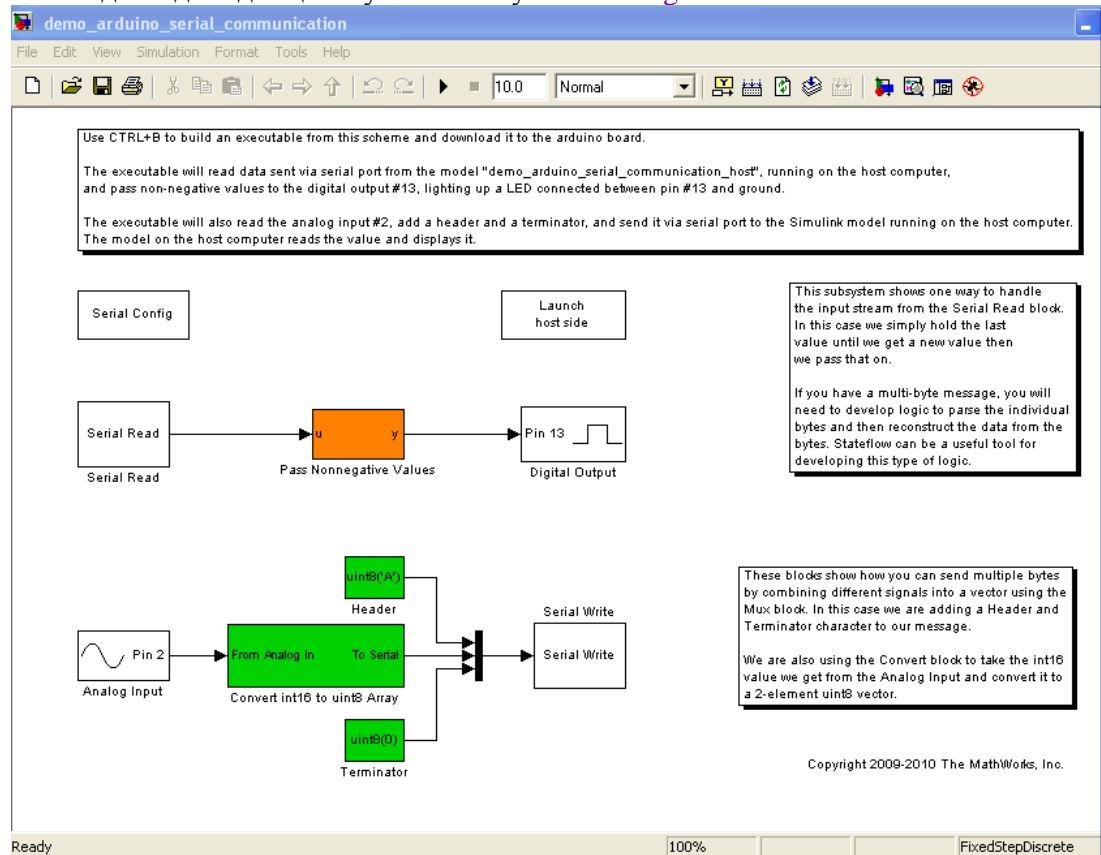 demo_arduino_serial_communication
File Edit View Simulation Format Tools Help
10.0 Normal
Use CTRL+B to build an executable from this scheme and download it to the arduino board.
The executable will read data sent via serial port from the model "demo_arduino_serial_communication_host", running on the host computer,
and pass non-negative values to the digital output #13, lighting up a LED connected between pin #13 and ground.
The executable will also read the analog input #2, add a header and a terminator, and send it via serial port to the Simulink model running on the host computer.
The model on the host computer reads the value and displays it.
Serial Config
Launch
host side
This subsystem shows one way to handle
the input stream from the Serial Read block.
In this case we simply hold the last
value until we get a new value then
we pass that on.
If you have a multi-byte message, you will
need to develop logic to parse the individual
bytes and then reconstruct the data from the
bytes. Stateflow can be a useful tool for
developing this type of logic.
Serial Read
Serial Read
u y
Pass Nonnegative Values
Pin 13
Digital Output
uint8('A')
Header
Pin 2
Analog Input
From Analog In To Serial
Convert int16 to uint8 Array
uint8(0)
Terminator
Serial Write
Serial Write
These blocks show how you can send multiple bytes
by combining different signals into a vector using the
Mux block. In this case we are adding a Header and
Terminator character to our message.
We are also using the Convert block to take the int16
value we get from the Analog Input and convert it to
a 2-element uint8 vector.
Copyright 2009-2010 The MathWorks, Inc.
Ready 100% FixedStepDiscrete